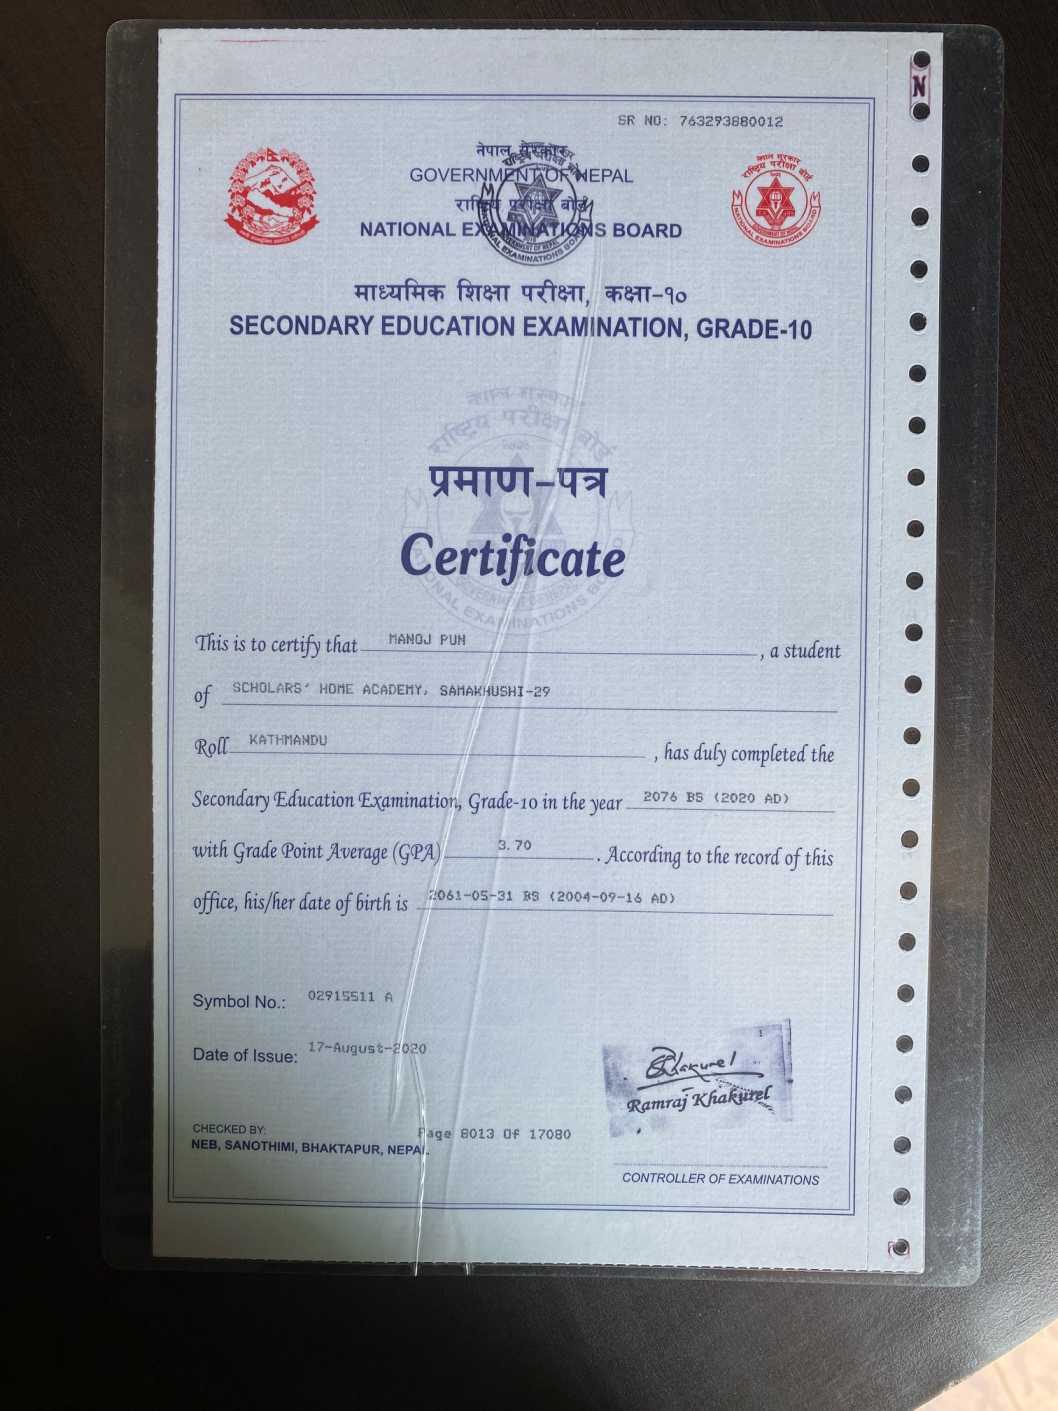 N
SR NO: 763293880012
नेपाल सरकार
GOVERNMENT OF NEPAL
राष्ट्रिय परीक्षा बोर्ड
NATIONAL EXAMINATIONS BOARD
माध्यमिक शिक्षा परीक्षा, कक्षा-१०
SECONDARY EDUCATION EXAMINATION, GRADE-10
प्रमाण-पत्र
Certificate
This is to certify that MANOJ PUN, a student
of SCHOLARS' HOME ACADEMY, SAMAKHUSHI-29
Roll KATHMANDU, has duly completed the
Secondary Education Examination, Grade-10 in the year 2076 BS (2020 AD)
with Grade Point Average (GPA) 3.70. According to the record of this
office, his/her date of birth is 2061-05-31 BS (2004-09-16 AD)
Symbol No.: 02915511 A
Date of Issue: 17-August-2020
Ramraj Khakurel
CHECKED BY:
NEB, SANOTHIMI, BHAKTAPUR, NEPAL
Page 8013 Of 17080
CONTROLLER OF EXAMINATIONS